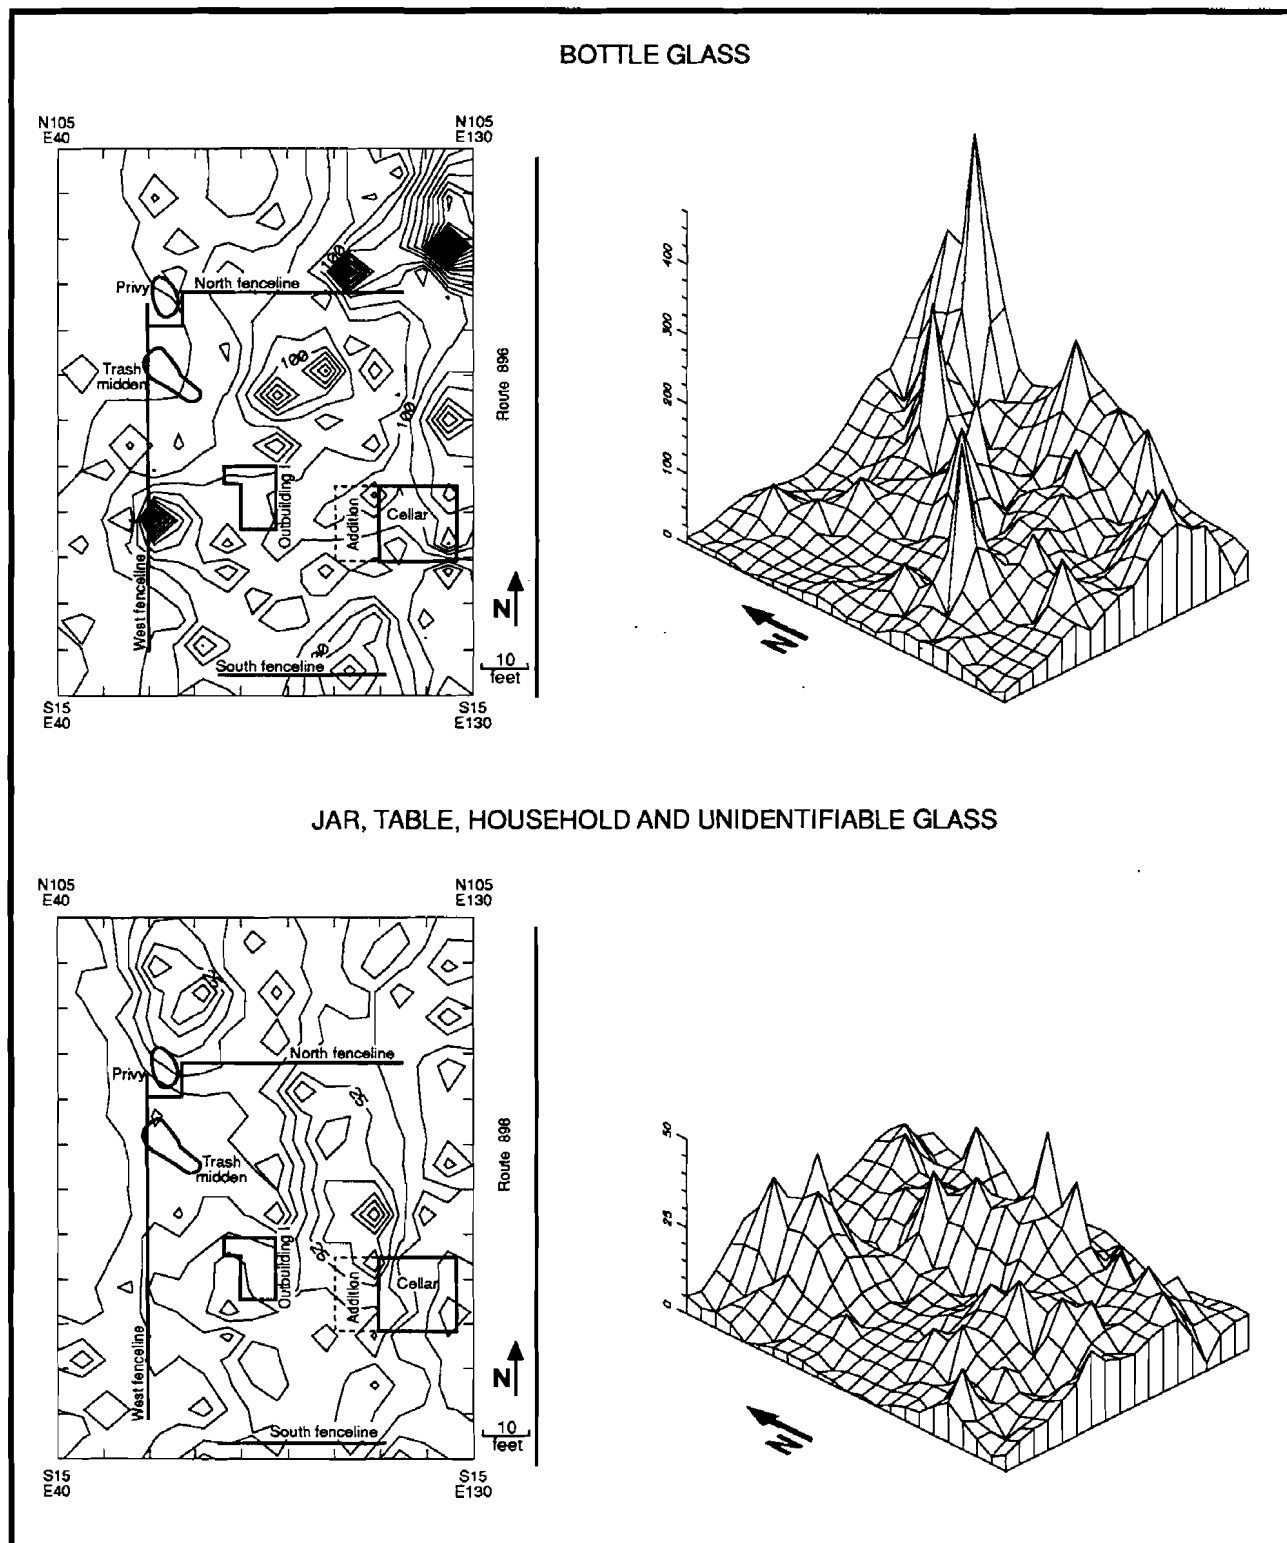 BOTTLE GLASS
N105
E40
N105
E130
100
Privy
North fenceline
Trash
midden
100
100
Route 896
400
300
200
100
0
Outbuilding I
Addition
Cellar
West fenceline
N
South fenceline
10
feet
S15
E40
S15
E130
N
JAR, TABLE, HOUSEHOLD AND UNIDENTIFIABLE GLASS
N105
E40
N105
E130
25
Privy
North fenceline
25
Trash
midden
Route 896
50
25
0
25
Outbuilding I
Addition
Cellar
West fenceline
N
South fenceline
10
feet
S15
E40
S15
E130
N